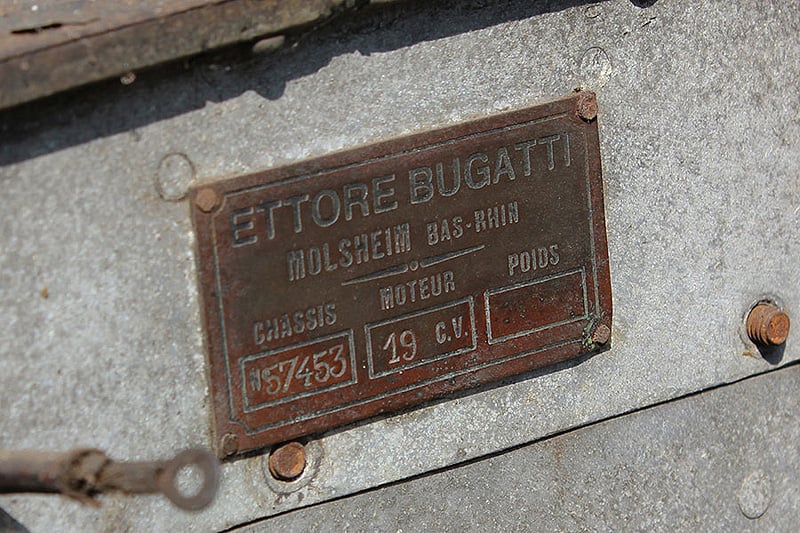 ETTORE BUGATTI
MOLSHEIM BAS-RHIN
CHASSIS MOTEUR POIDS
Nº57453 19 C.V.